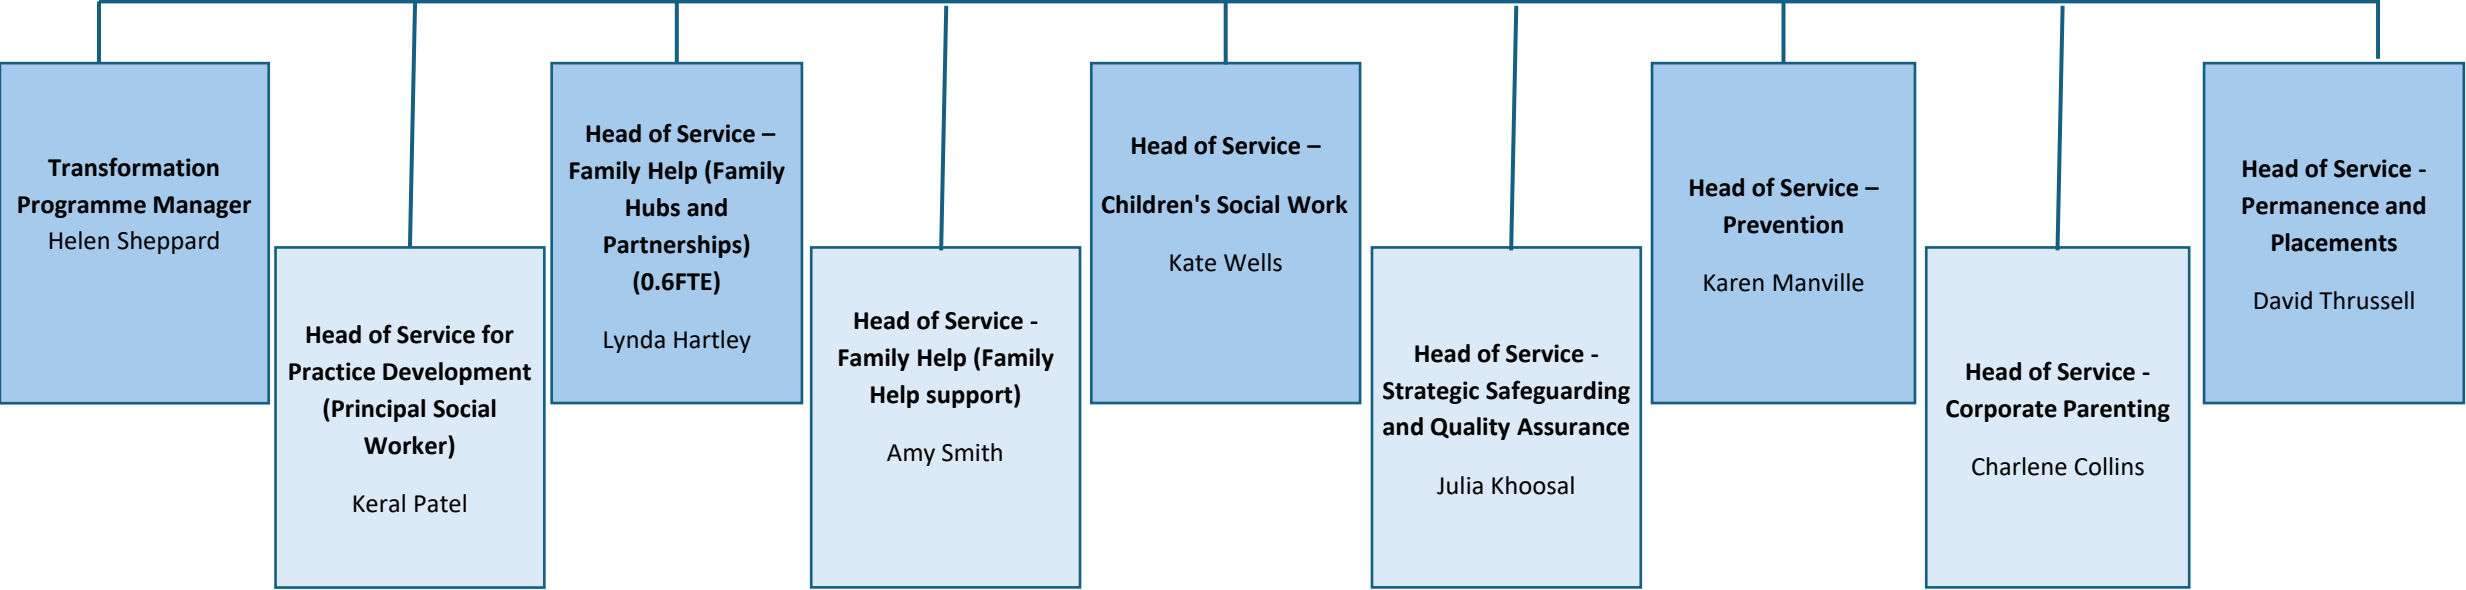 Transformation
Programme Manager
Helen Sheppard
Head of Service for
Practice Development
(Principal Social
Worker)
Keral Patel
Head of Service –
Family Help (Family
Hubs and
Partnerships)
(0.6FTE)
Lynda Hartley
Head of Service -
Family Help (Family
Help support)
Amy Smith
Head of Service –
Children's Social Work
Kate Wells
Head of Service -
Strategic Safeguarding
and Quality Assurance
Julia Khoosal
Head of Service –
Prevention
Karen Manville
Head of Service -
Corporate Parenting
Charlene Collins
Head of Service -
Permanence and
Placements
David Thrussell